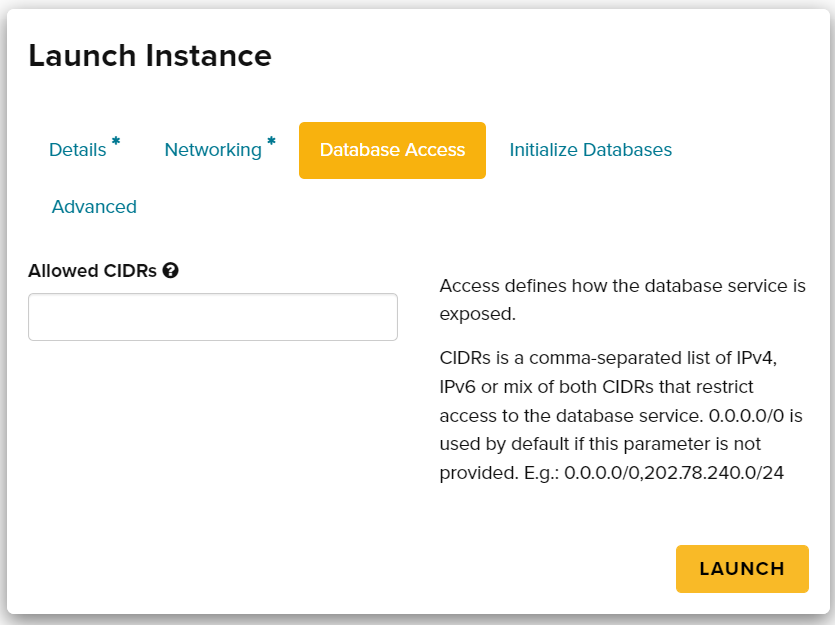 Launch Instance
Details *
Networking *
Database Access
Initialize Databases
Advanced
Allowed CIDRs ?
Access defines how the database service is
exposed.
CIDRs is a comma-separated list of IPv4,
IPv6 or mix of both CIDRs that restrict
access to the database service. 0.0.0.0/0 is
used by default if this parameter is not
provided. E.g.: 0.0.0.0/0,202.78.240.0/24
LAUNCH